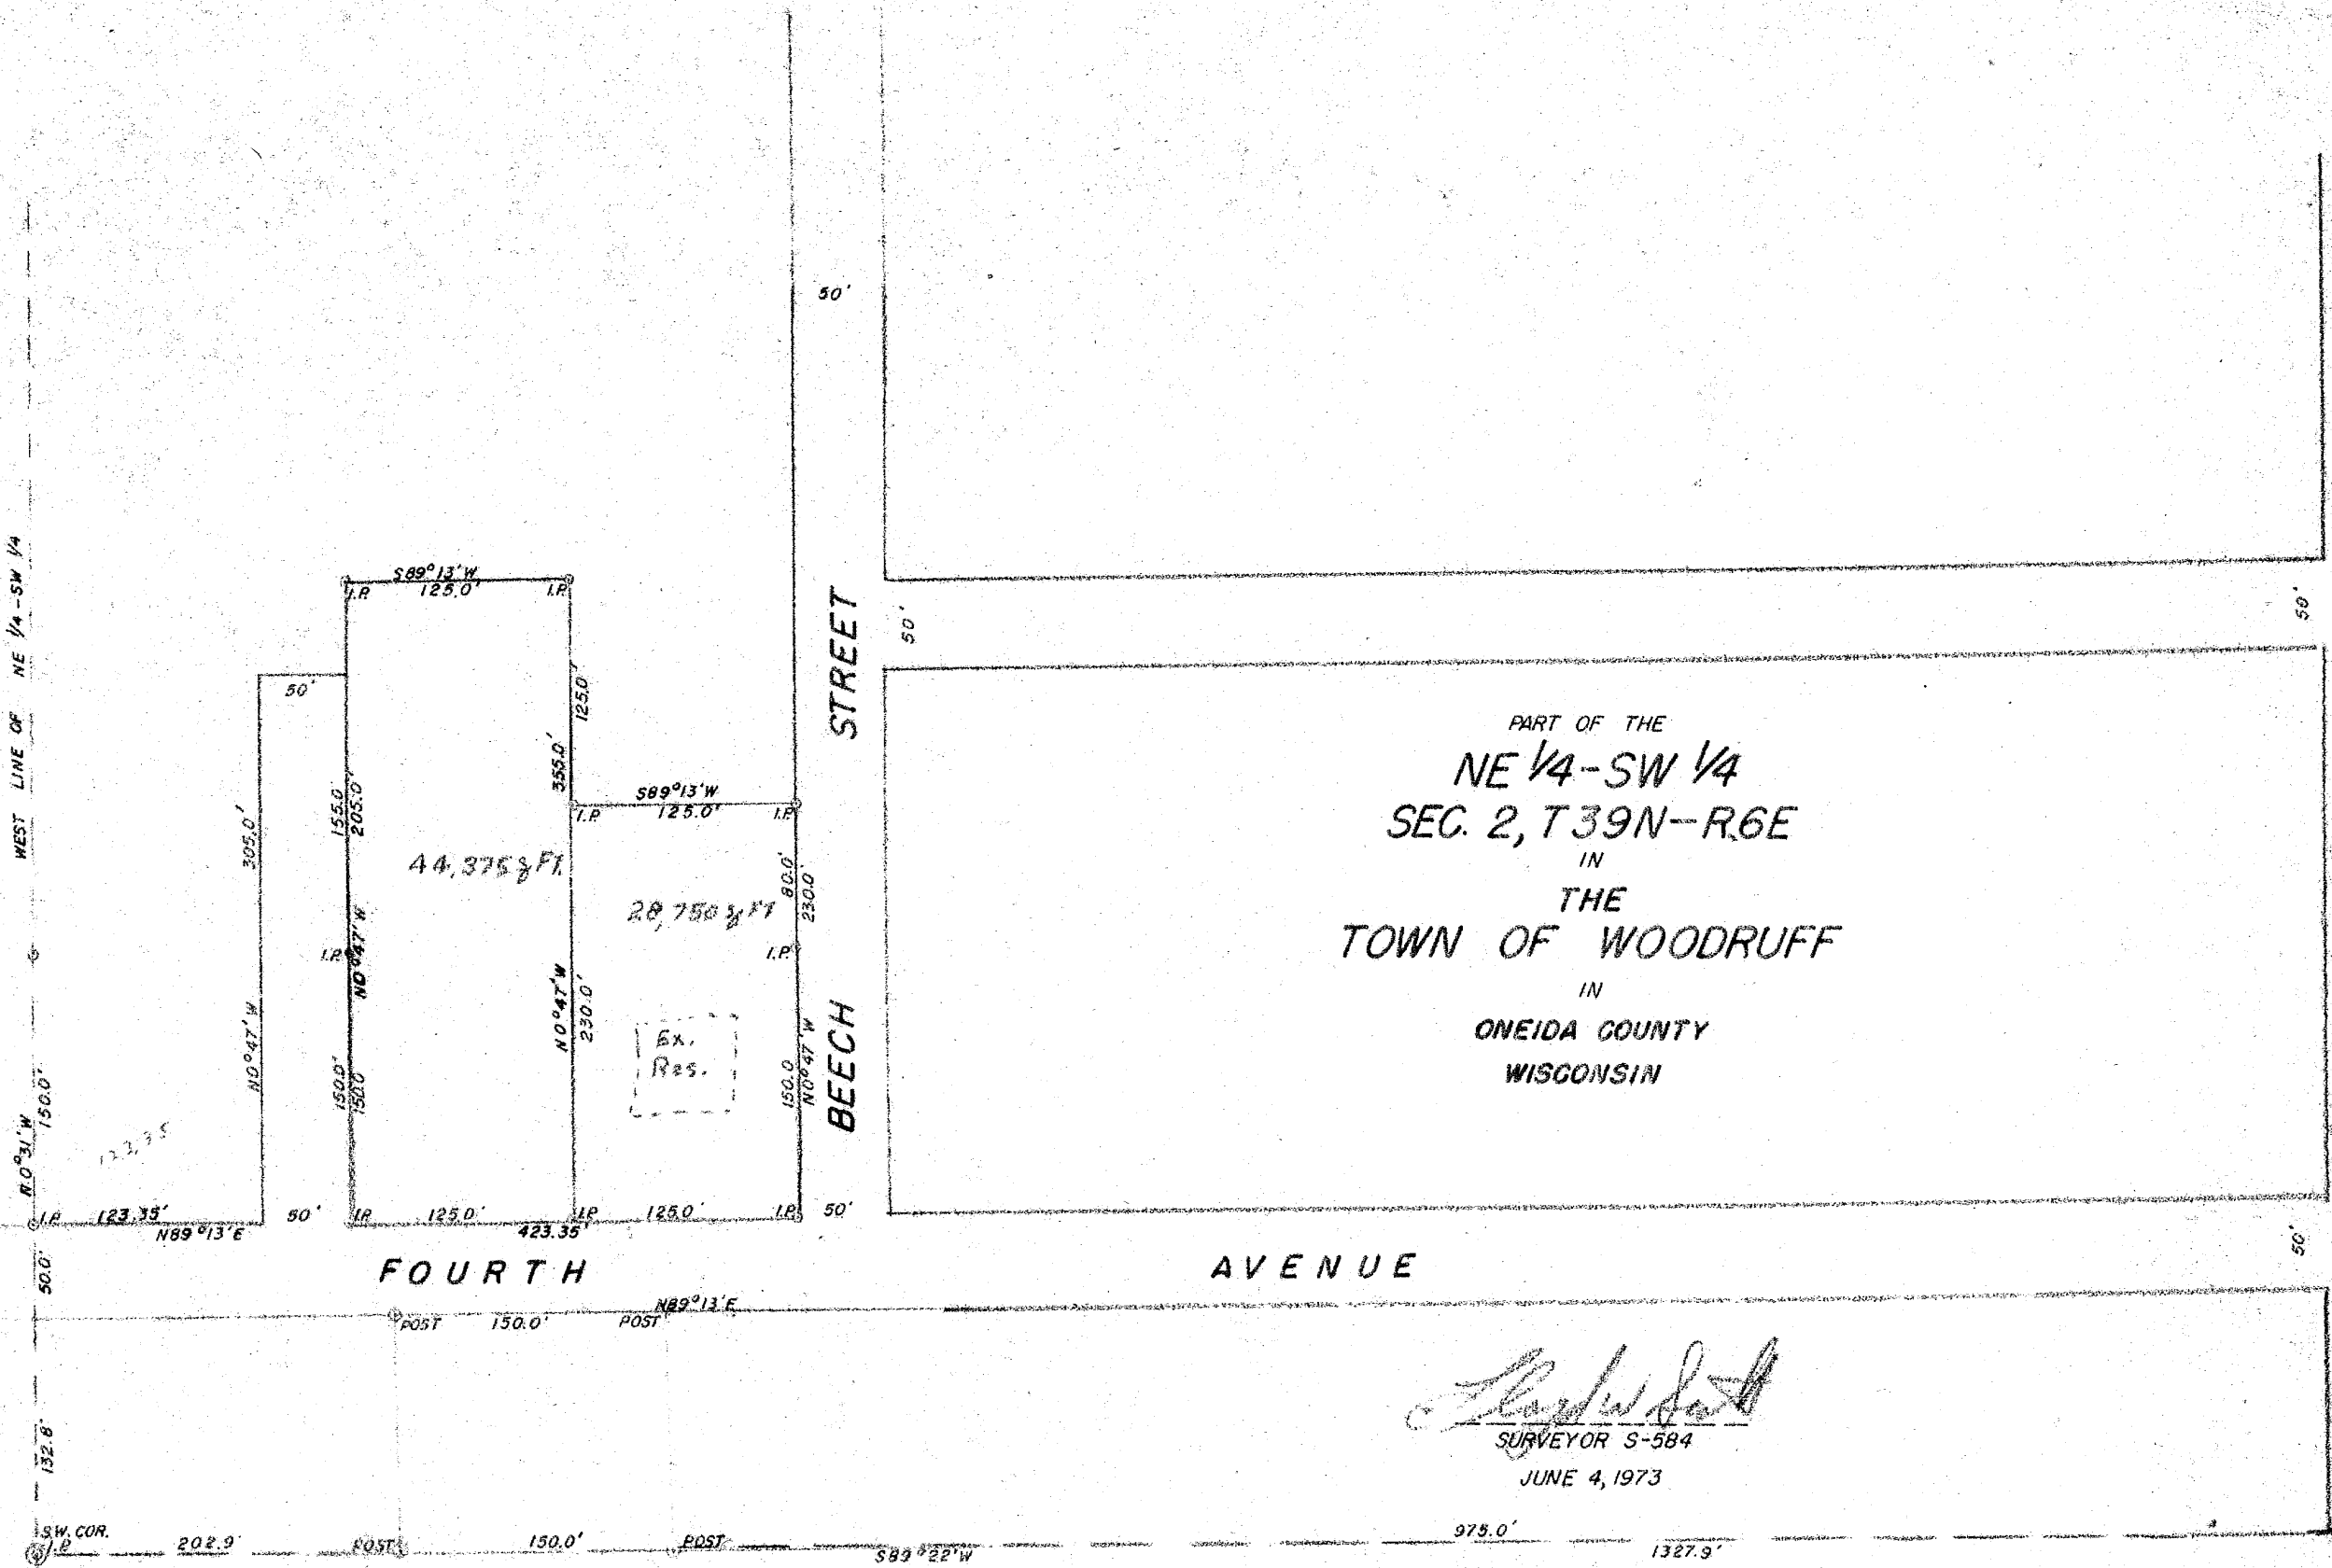 50'
S89°13'W
I.P. 125.0' I.P.
50'
50'
50'
125.0'
355.0'
STREET
WEST LINE OF NE 1/4 -SW 1/4
PART OF THE
NE 1/4-SW 1/4
SEC. 2, T39N-R6E
IN
THE
TOWN OF WOODRUFF
IN
ONEIDA COUNTY
WISCONSIN
S89°13'W
I.P. 125.0' I.P.
305.0'
155.0'
205.0'
44,375
28,750
80.0'
230.0'
I.P.
N0°47'W
I.P.
N0°47'W
N0°47'W
230.0'
Ex.
Res.
150.0
N0°47'W
BEECH
150.0'
150.0'
N.0°31'W
150.0'
123.35
I.P. 123.35' 50' I.P. 125.0' I.P. 125.0' I.P. 50'
N89°13'E
423.35'
50.0'
50'
FOURTH AVENUE
N89°13'E
POST 150.0' POST
132.8'
SURVEYOR S-584
JUNE 4, 1973
S.W. COR.
I.P. 202.9' POST 150.0' POST 975.0'
S89°22'W 1327.9'